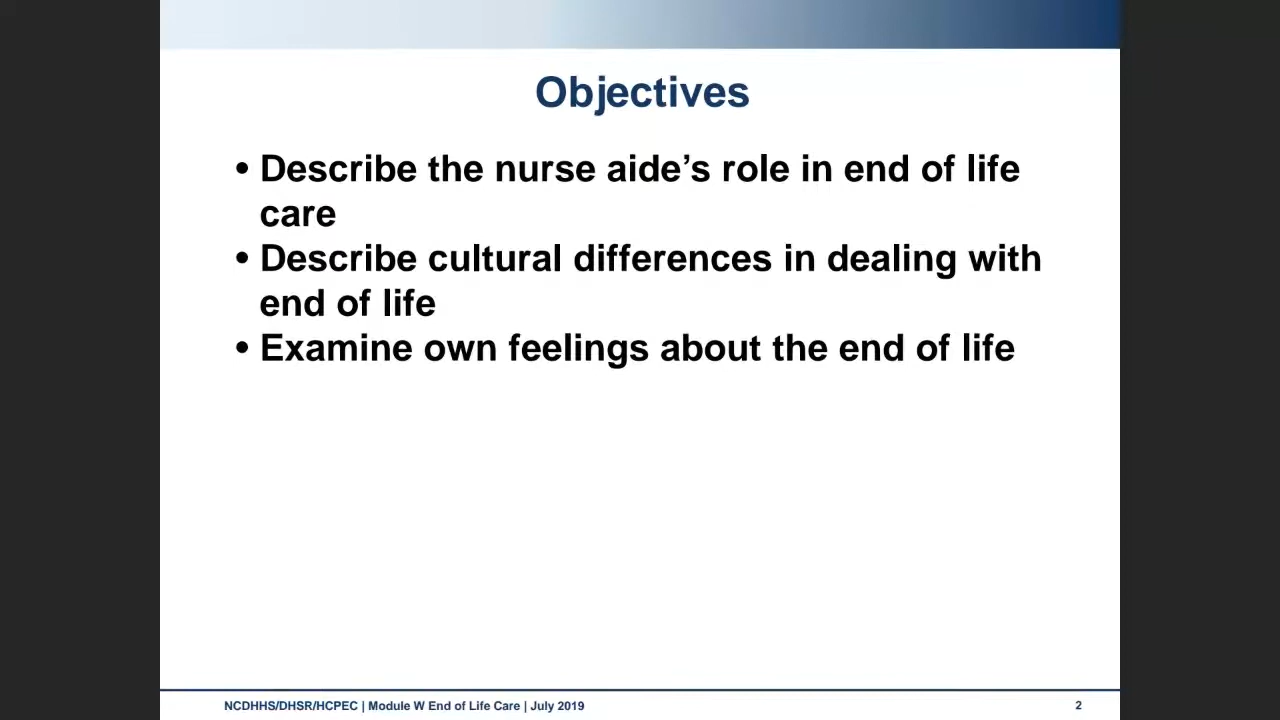 Objectives
• Describe the nurse aide’s role in end of life
care
• Describe cultural differences in dealing with
end of life
• Examine own feelings about the end of life
NCDHHS/DHSR/HCPEC | Module W End of Life Care | July 2019
2